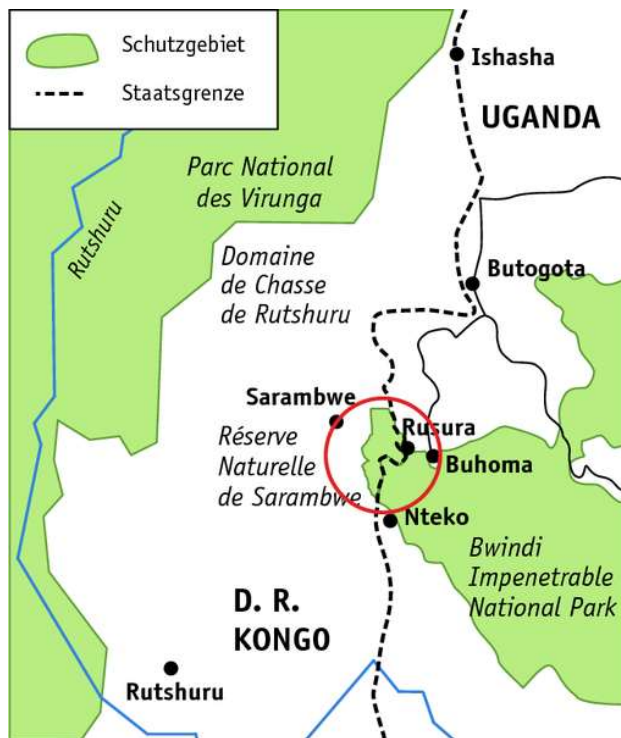 Schutzgebiet
Staatsgrenze
Ishasha
UGANDA
Parc National
des Virunga
Rutshuru
Domaine
de Chasse
de Rutshuru
Butogota
Sarambwe
Réserve
Naturelle
de Sarambwe
Rusura
Buhoma
Nteko
Bwindi
Impenetrable
National Park
D. R.
KONGO
Rutshuru